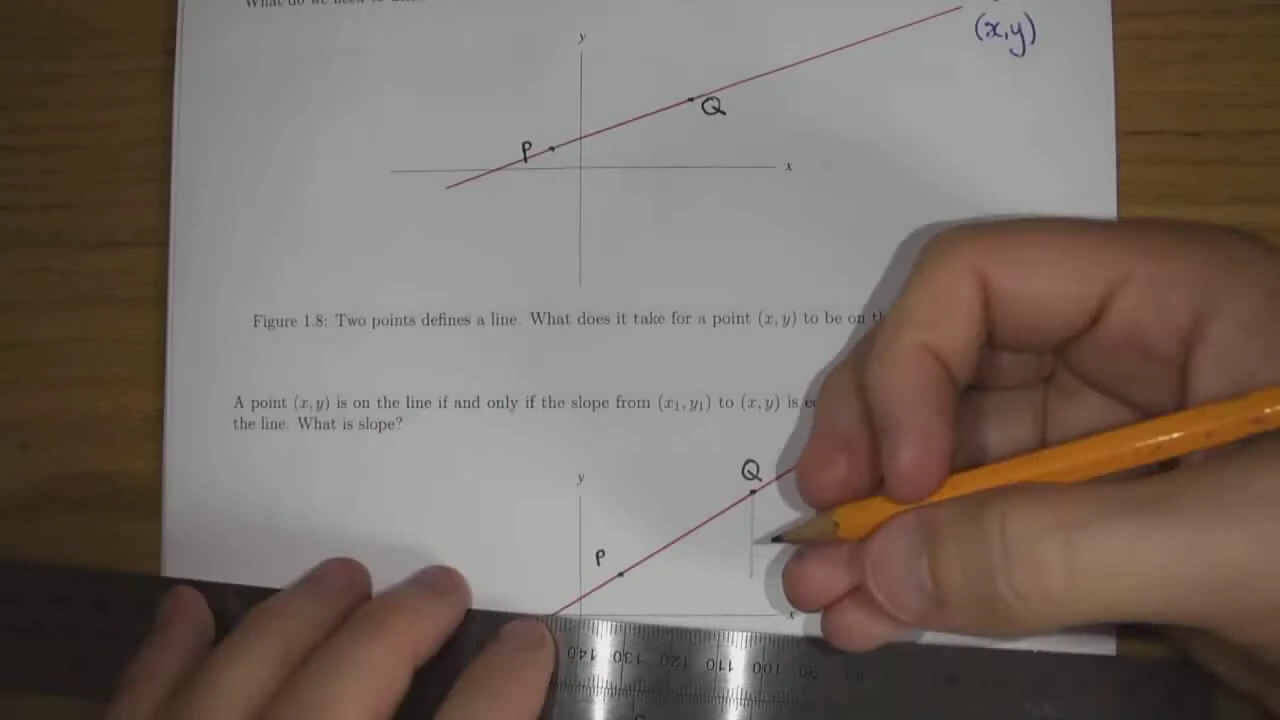 (x,y)
y
Q
P
x
Figure 1.8: Two points defines a line. What does it take for a point (x, y) to be on
A point (x, y) is on the line if and only if the slope from (x₁, y₁) to (x, y) is
the line. What is slope?
y
Q
P
x
140 130 120 110 100 90